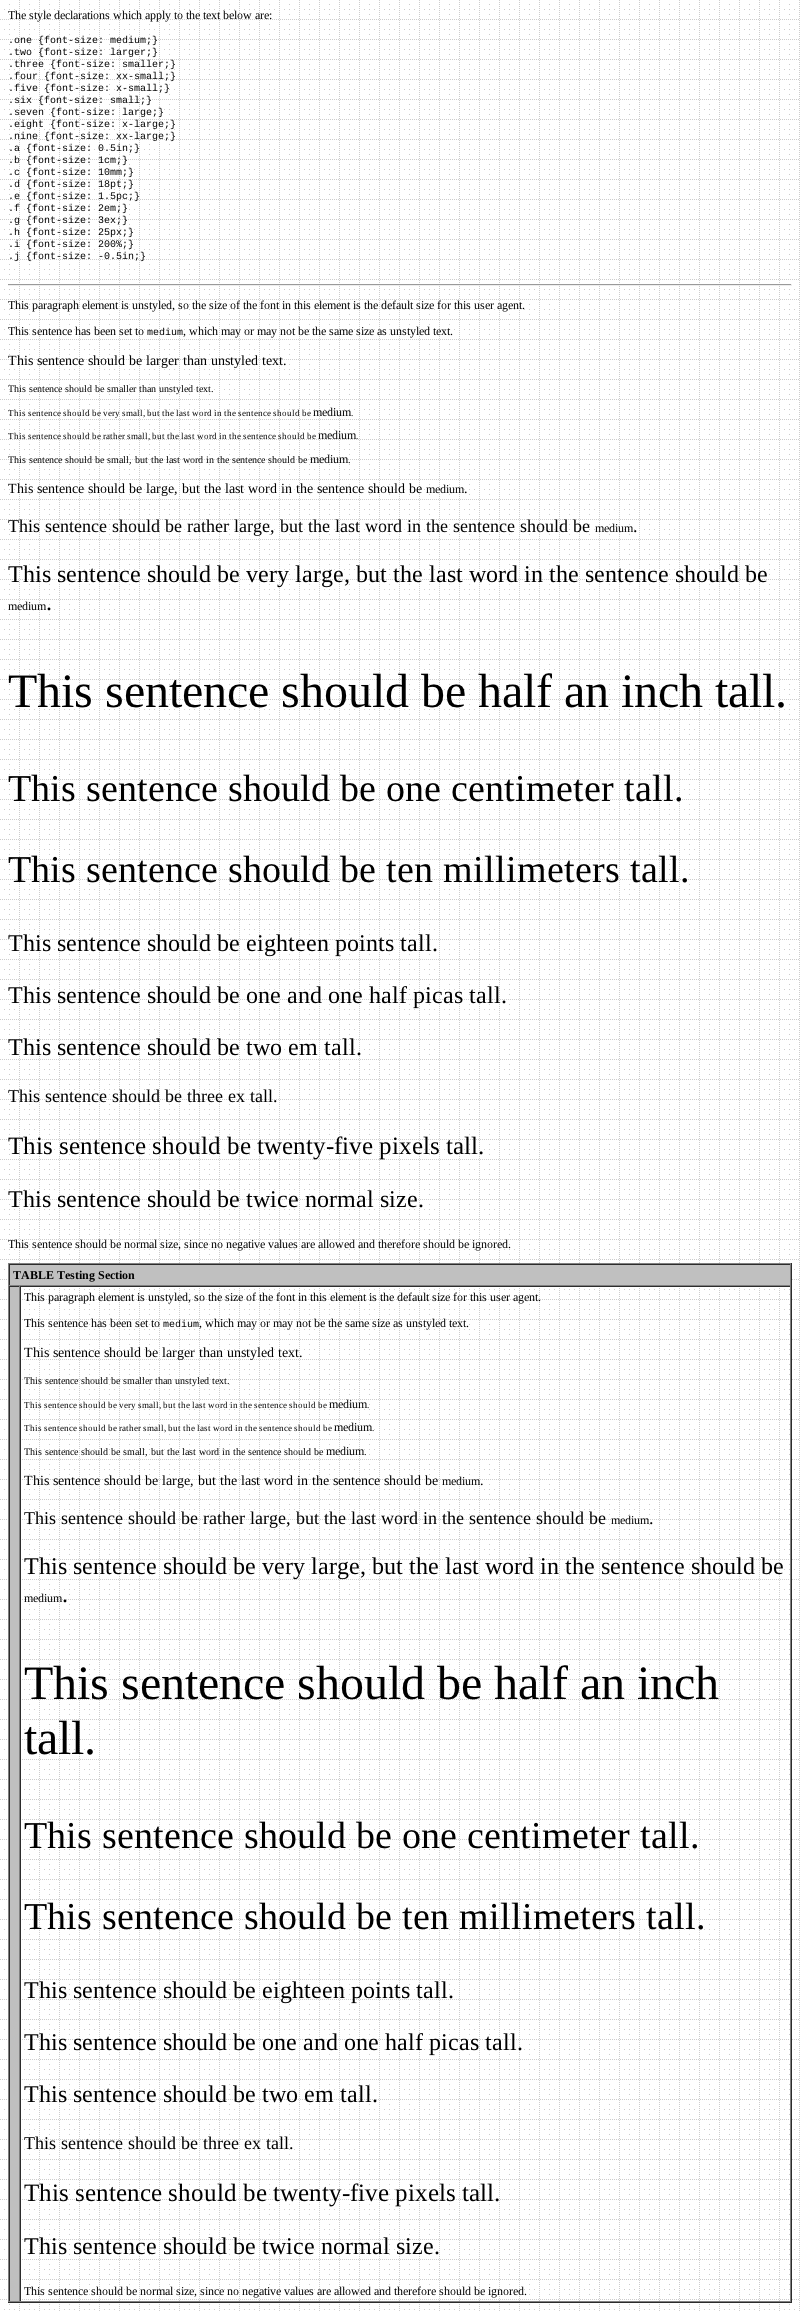 The style declarations which apply to the text below are:
.one {font-size: medium;}
.two {font-size: larger;}
.three {font-size: smaller;}
.four {font-size: xx-small;}
.five {font-size: x-small;}
.six {font-size: small;}
.seven {font-size: large;}
.eight {font-size: x-large;}
.nine {font-size: xx-large;}
.a {font-size: 0.5in;}
.b {font-size: 1cm;}
.c {font-size: 10mm;}
.d {font-size: 18pt;}
.e {font-size: 1.5pc;}
.f {font-size: 2em;}
.g {font-size: 3ex;}
.h {font-size: 25px;}
.i {font-size: 200%;}
.j {font-size: -0.5in;}
This paragraph element is unstyled, so the size of the font in this element is the default size for this user agent.
This sentence has been set to medium, which may or may not be the same size as unstyled text.
This sentence should be larger than unstyled text.
This sentence should be smaller than unstyled text.
This sentence should be very small, but the last word in the sentence should be medium.
This sentence should be rather small, but the last word in the sentence should be medium.
This sentence should be small, but the last word in the sentence should be medium.
This sentence should be large, but the last word in the sentence should be medium.
This sentence should be rather large, but the last word in the sentence should be medium.
This sentence should be very large, but the last word in the sentence should be
medium.
This sentence should be half an inch tall.
This sentence should be one centimeter tall.
This sentence should be ten millimeters tall.
This sentence should be eighteen points tall.
This sentence should be one and one half picas tall.
This sentence should be two em tall.
This sentence should be three ex tall.
This sentence should be twenty-five pixels tall.
This sentence should be twice normal size.
This sentence should be normal size, since no negative values are allowed and therefore should be ignored.
TABLE Testing Section
This paragraph element is unstyled, so the size of the font in this element is the default size for this user agent.
This sentence has been set to medium, which may or may not be the same size as unstyled text.
This sentence should be larger than unstyled text.
This sentence should be smaller than unstyled text.
This sentence should be very small, but the last word in the sentence should be medium.
This sentence should be rather small, but the last word in the sentence should be medium.
This sentence should be small, but the last word in the sentence should be medium.
This sentence should be large, but the last word in the sentence should be medium.
This sentence should be rather large, but the last word in the sentence should be medium.
This sentence should be very large, but the last word in the sentence should be
medium.
This sentence should be half an inch
tall.
This sentence should be one centimeter tall.
This sentence should be ten millimeters tall.
This sentence should be eighteen points tall.
This sentence should be one and one half picas tall.
This sentence should be two em tall.
This sentence should be three ex tall.
This sentence should be twenty-five pixels tall.
This sentence should be twice normal size.
This sentence should be normal size, since no negative values are allowed and therefore should be ignored.